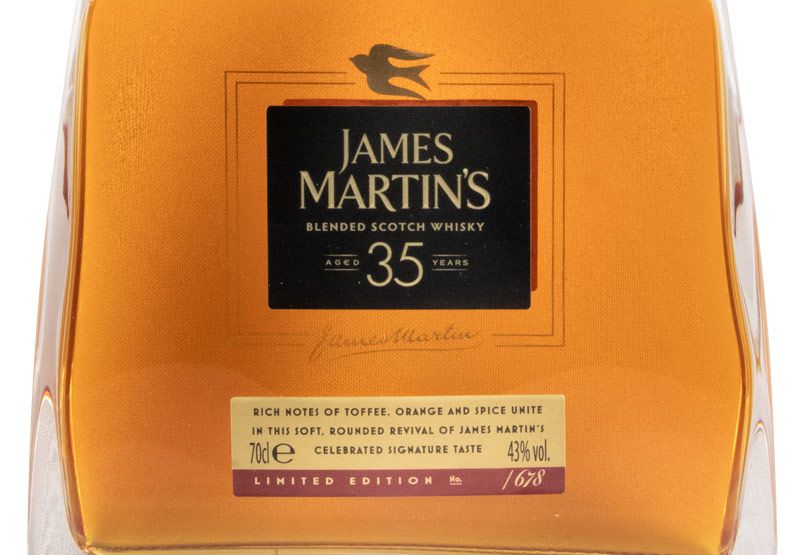 JAMES
MARTIN'S
BLENDED SCOTCH WHISKY
AGED 35 YEARS
James Martin
RICH NOTES OF TOFFEE, ORANGE AND SPICE UNITE
IN THIS SOFT, ROUNDED REVIVAL OF JAMES MARTIN'S
70cl e CELEBRATED SIGNATURE TASTE 43% vol.
LIMITED EDITION No. /678